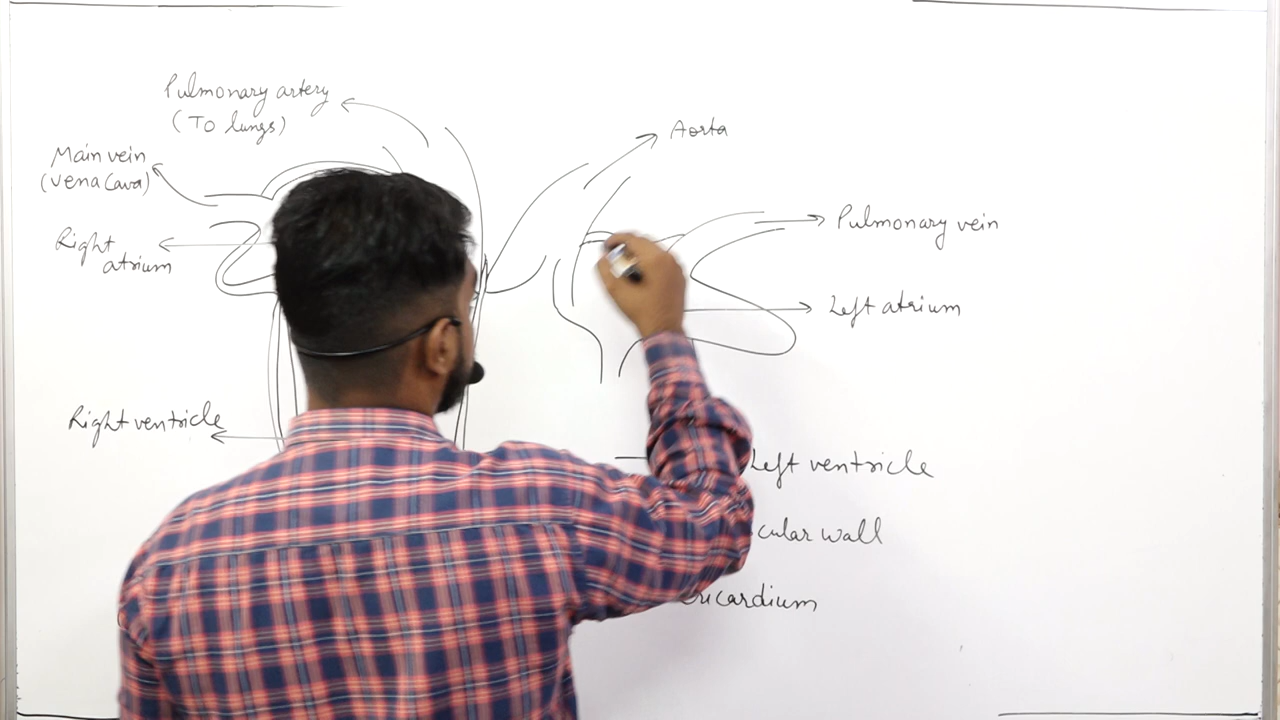 Pulmonary artery
(To lungs)
Aorta
Main vein
(Vena Cava)
Pulmonary vein
Right
atrium
Left atrium
Right ventricle
Left ventricle
cular wall
ericardium